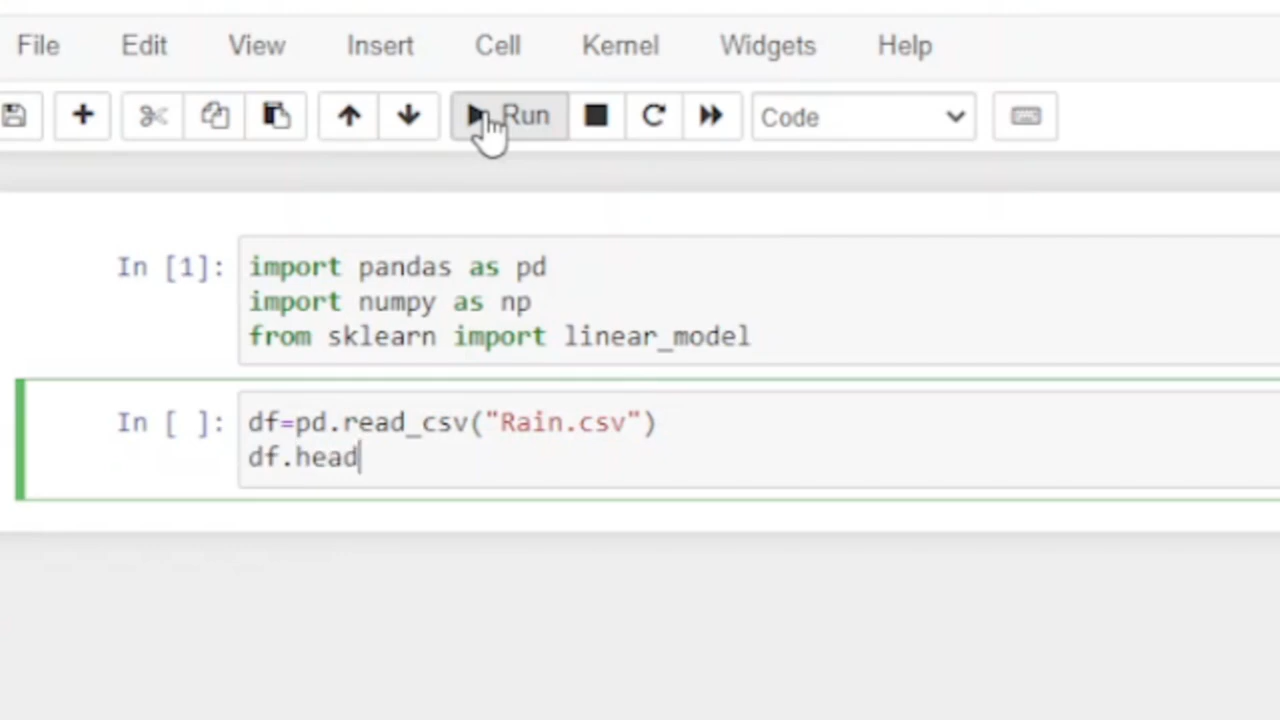 File Edit View Insert Cell Kernel Widgets Help
Run Code
In [1]: import pandas as pd
import numpy as np
from sklearn import linear_model
In [ ]: df=pd.read_csv("Rain.csv")
df.head